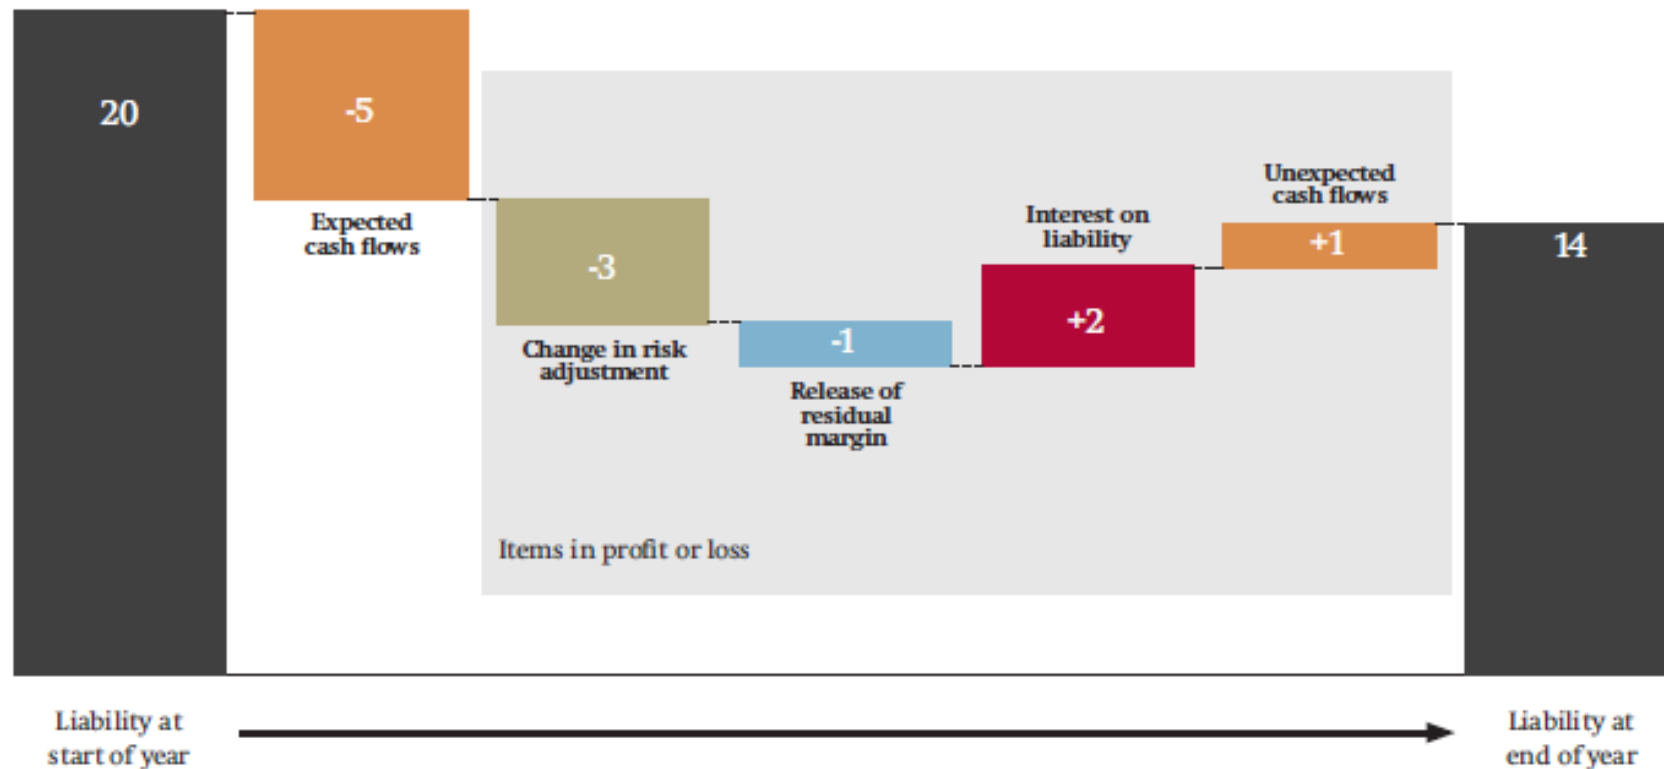 20
-5
Expected
cash flows
-3
Change in risk
adjustment
-1
Release of
residual
margin
Interest on
liability
+2
Unexpected
cash flows
+1
14
Items in profit or loss
Liability at
start of year
Liability at
end of year